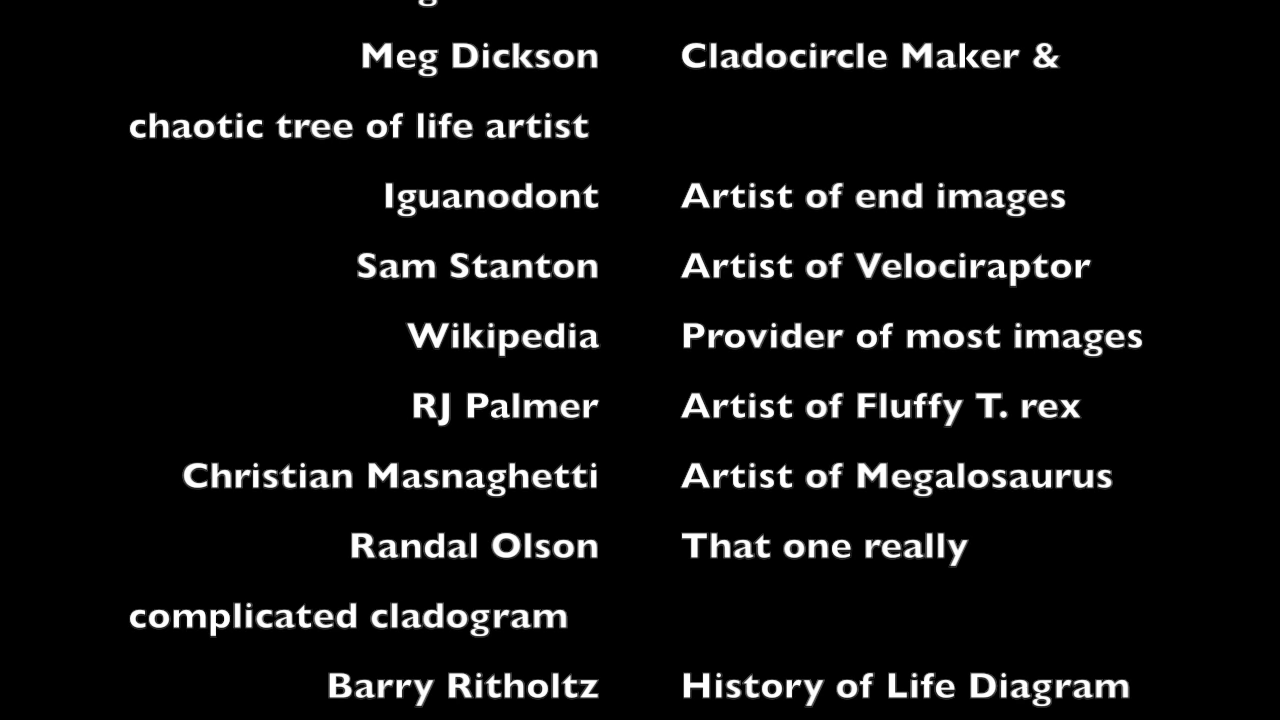 Meg Dickson Cladocircle Maker &
chaotic tree of life artist
Iguanodont Artist of end images
Sam Stanton Artist of Velociraptor
Wikipedia Provider of most images
RJ Palmer Artist of Fluffy T. rex
Christian Masnaghetti Artist of Megalosaurus
Randal Olson That one really
complicated cladogram
Barry Ritholtz History of Life Diagram